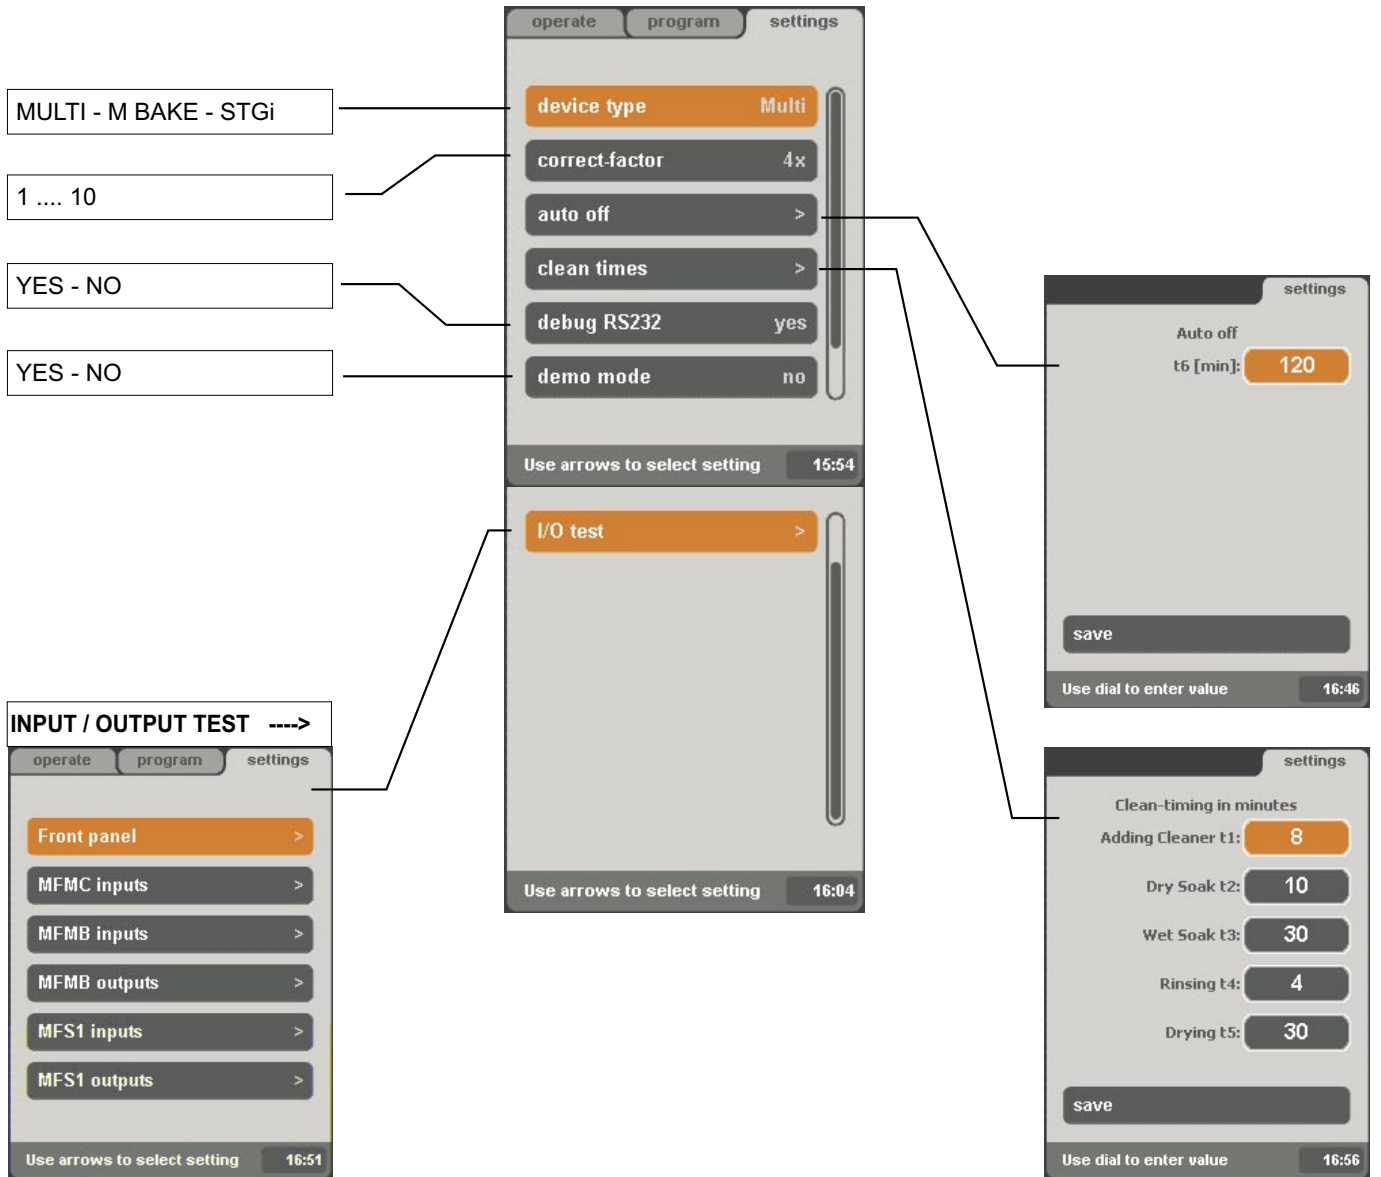 MULTI - M BAKE - STGi
1 .... 10
YES - NO
YES - NO
operate program settings
device type Multi
correct-factor 4x
auto off >
clean times >
debug RS232 yes
demo mode no
Use arrows to select setting 15:54
I/O test >
Use arrows to select setting 16:04
INPUT / OUTPUT TEST ---->
operate program settings
Front panel >
MFMC inputs >
MFMB inputs >
MFMB outputs >
MFS1 inputs >
MFS1 outputs >
Use arrows to select setting 16:51
settings
Auto off
t6 [min]: 120
save
Use dial to enter value 16:46
settings
Clean-timing in minutes
Adding Cleaner t1: 8
Dry Soak t2: 10
Wet Soak t3: 30
Rinsing t4: 4
Drying t5: 30
save
Use dial to enter value 16:56